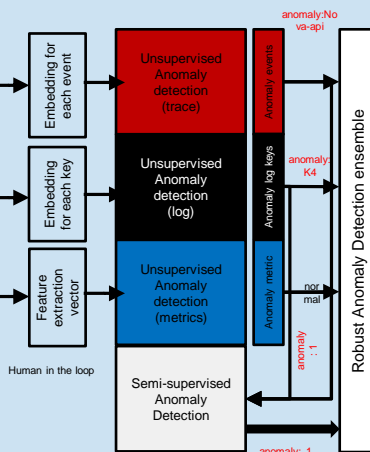 anomaly:No
va-api
Embedding for
each event
Unsupervised
Anomaly
detection
(trace)
Anomaly events
Embedding
for each key
Unsupervised
Anomaly
detection
(log)
Anomaly log keys
anomaly:
K4
Feature
extraction
vector
Unsupervised
Anomaly
detection
(metrics)
Anomaly metric
nor
mal
anomaly
: 1
Robust Anomaly Detection ensemble
Human in the loop
Semi-supervised
Anomaly
Detection
anomaly: 1